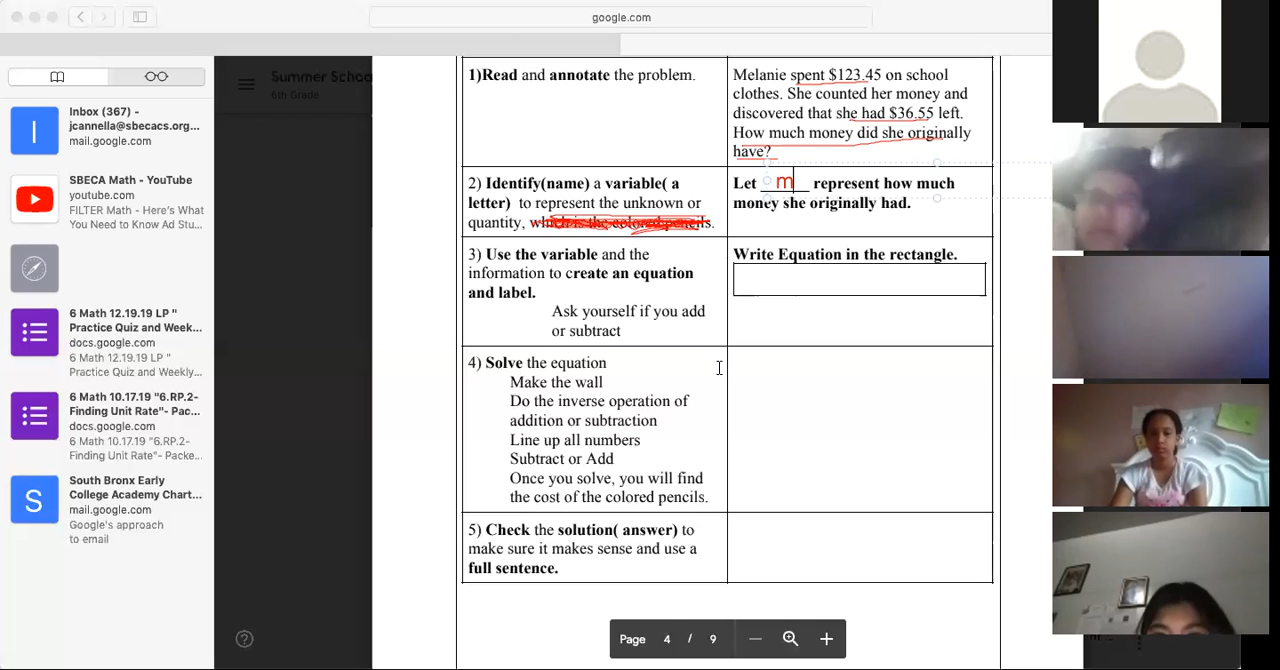 google.com
Summer Schoo
6th Grade
Inbox (367) -
jcannella@sbecacs.org...
mail.google.com
SBECA Math - YouTube
youtube.com
FILTER Math - Here's What
You Need to Know Ad Stu...
6 Math 12.19.19 LP "
Practice Quiz and Week...
docs.google.com
6 Math 12.19.19 LP "
Practice Quiz and Weekly...
6 Math 10.17.19 "6.RP.2-
Finding Unit Rate"- Pac...
docs.google.com
6 Math 10.17.19 "6.RP.2-
Finding Unit Rate"- Packe...
S
South Bronx Early
College Academy Chart...
mail.google.com
Google's approach
to email
1)Read and annotate the problem.
Melanie spent $123.45 on school
clothes. She counted her money and
discovered that she had $36.55 left.
How much money did she originally
have?
2) Identify(name) a variable( a
letter) to represent the unknown or
quantity, which is the colored pencils.
Let m represent how much
money she originally had.
3) Use the variable and the
information to create an equation
and label.
Ask yourself if you add
or subtract
Write Equation in the rectangle.
4) Solve the equation
Make the wall
Do the inverse operation of
addition or subtraction
Line up all numbers
Subtract or Add
Once you solve, you will find
the cost of the colored pencils.
5) Check the solution( answer) to
make sure it makes sense and use a
full sentence.
Page 4 / 9